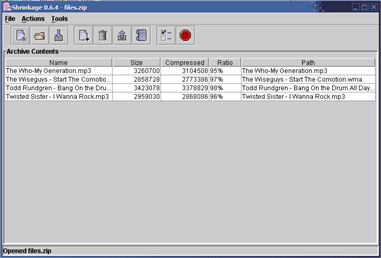 Shrinkage 0.6.4 - files.zip
File Actions Tools
Archive Contents
Name Size Compressed Ratio Path
The Who-My Generation.mp3 3260700 3104508 95% The Who-My Generation.mp3
The Wiseguys - Start The Comotio... 2858728 2773386 97% The Wiseguys - Start The Comotion.wma
Todd Rundgren - Bang On the Dru... 3423078 3378829 98% Todd Rundgren - Bang On the Drum All Day...
Twisted Sister - I Wanna Rock.mp3 2959030 2868086 96% Twisted Sister - I Wanna Rock.mp3
Opened files.zip